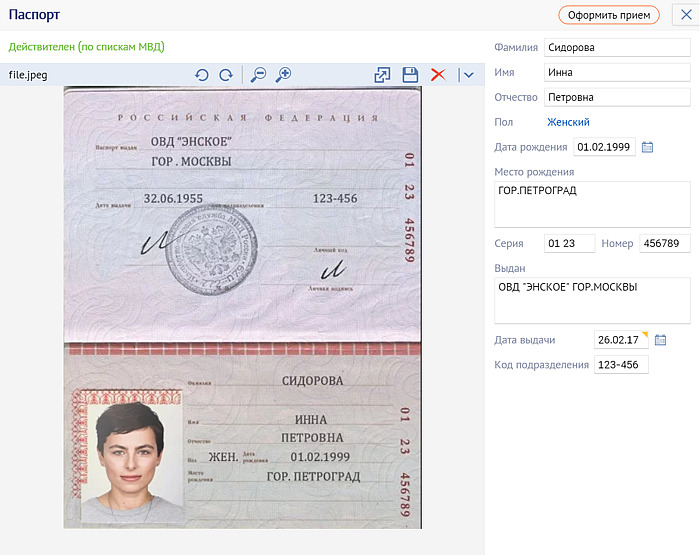 Паспорт
Оформить прием
Действителен (по спискам МВД)
file.jpeg
РОССИЙСКАЯ ФЕДЕРАЦИЯ
Паспорт выдан
ОВД "ЭНСКОЕ"
ГОР . МОСКВЫ
01 23 456789
Дата выдачи
32.06.1955
подразделения
123-456
Личный код
Личная подпись
Фамилия
СИДОРОВА
Имя
ИННА
Отчество
ПЕТРОВНА
Пол
ЖЕН.
Дата рождения
01.02.1999
Место рождения
ГОР. ПЕТРОГРАД
01 23 456789
Фамилия Сидорова
Имя Инна
Отчество Петровна
Пол Женский
Дата рождения 01.02.1999
Место рождения
ГОР.ПЕТРОГРАД
Серия 01 23 Номер 456789
Выдан
ОВД "ЭНСКОЕ" ГОР.МОСКВЫ
Дата выдачи 26.02.17
Код подразделения 123-456